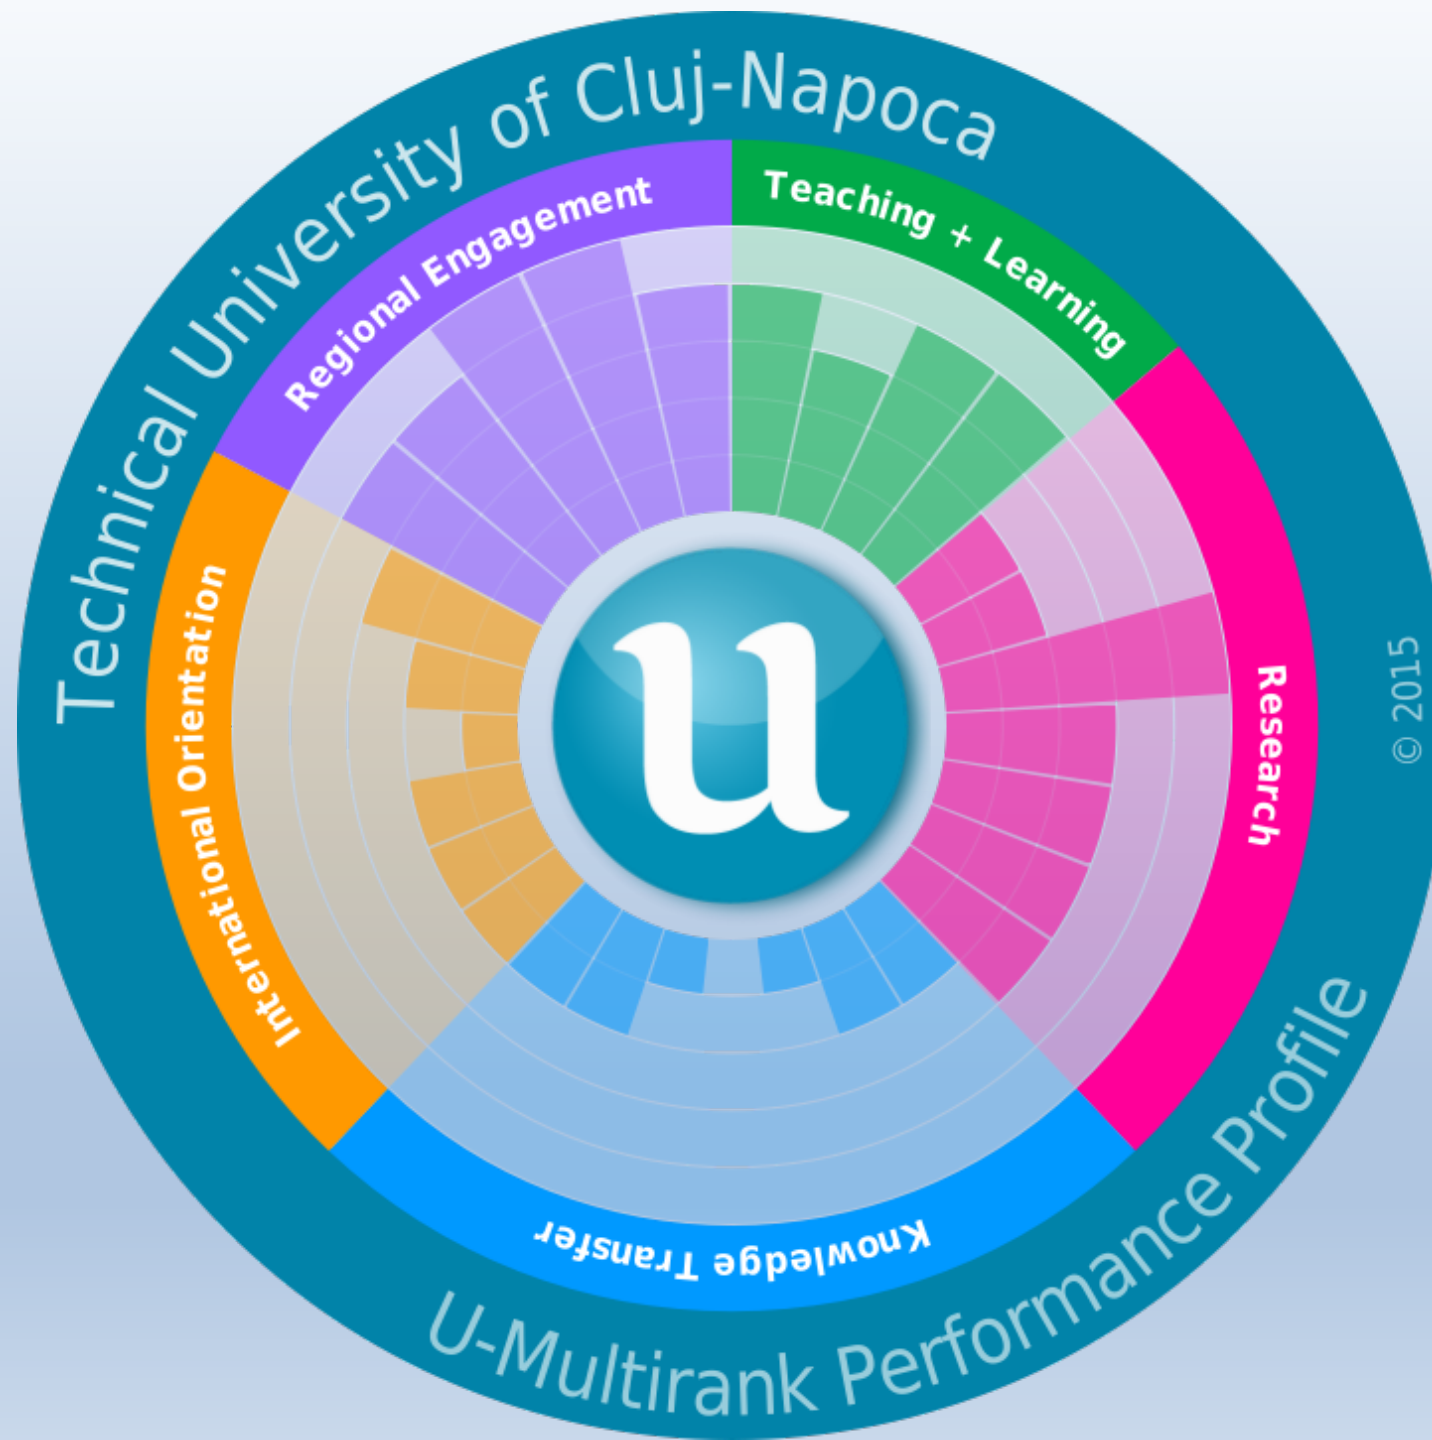 Technical University of Cluj-Napoca
Teaching + Learning
Research
Knowledge Transfer
International Orientation
Regional Engagement
u
© 2015
U-Multirank Performance Profile